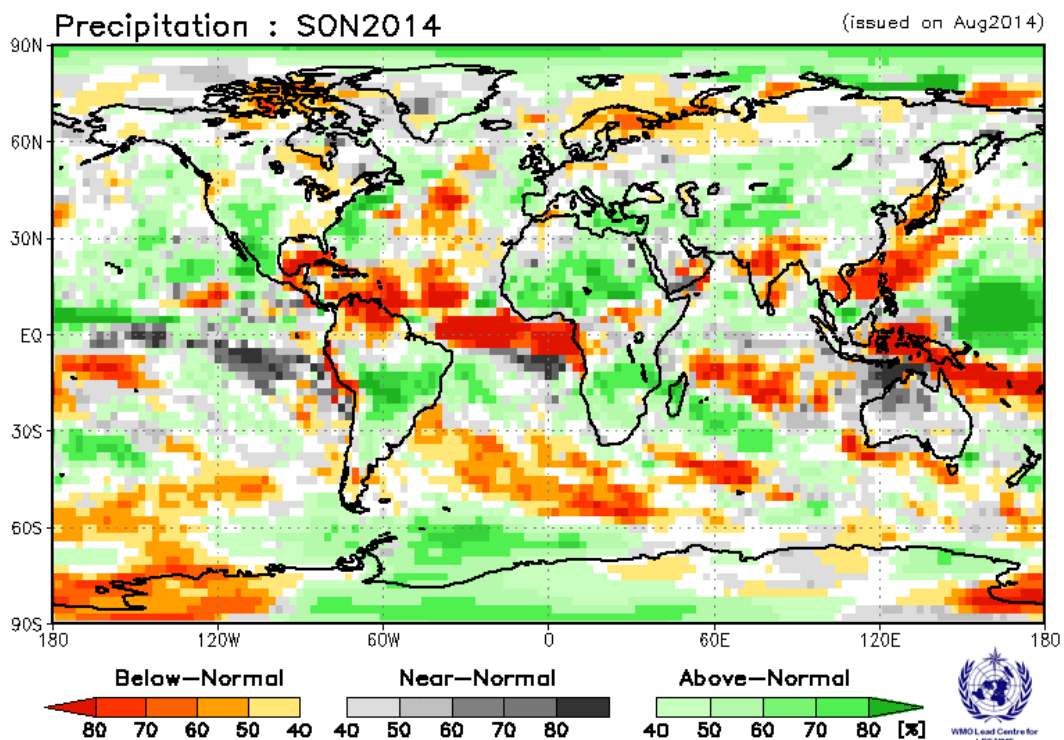 Precipitation : SON2014
(issued on Aug2014)
90N
60N
30N
EQ
30S
60S
90S
180 120W 60W 0 60E 120E 180
Below-Normal Near-Normal Above-Normal
80 70 60 50 40 40 50 60 70 80 40 50 60 70 80 [%]
WMO Lead Centre for